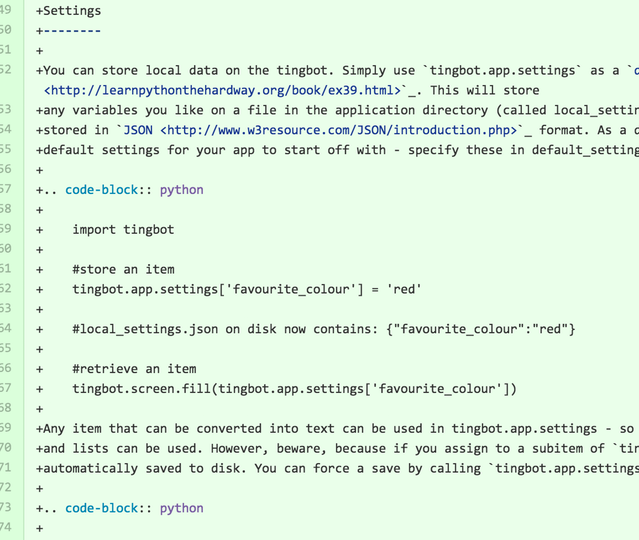 49 +Settings
50 +--------
51 +
52 +You can store local data on the tingbot. Simply use `tingbot.app.settings` as a
<http://learnpythonthehardway.org/book/ex39.html>`_. This will store
53 +any variables you like on a file in the application directory (called
54 +stored in `JSON <http://www.w3resource.com/JSON/introduction.php>`_ format. As a
55 +default settings for your app to start off with - specify these in
56 +
57 +.. code-block:: python
58 +
59 +    import tingbot
60 +
61 +    #store an item
62 +    tingbot.app.settings['favourite_colour'] = 'red'
63 +
64 +    #local_settings.json on disk now contains: {"favourite_colour":"red"}
65 +
66 +    #retrieve an item
67 +    tingbot.screen.fill(tingbot.app.settings['favourite_colour'])
68 +
69 +Any item that can be converted into text can be used in tingbot.app.settings - so
70 +and lists can be used. However, beware, because if you assign to a subitem of
71 +automatically saved to disk. You can force a save by calling `tingbot.app.settings
72 +
73 +.. code-block:: python
74 +